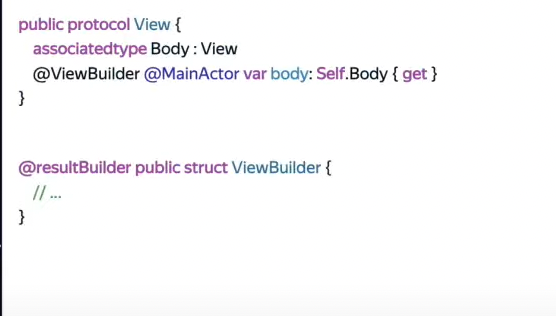 public protocol View {
associatedtype Body : View
@ViewBuilder @MainActor var body: Self.Body { get }
}
@resultBuilder public struct ViewBuilder {
// ...
}